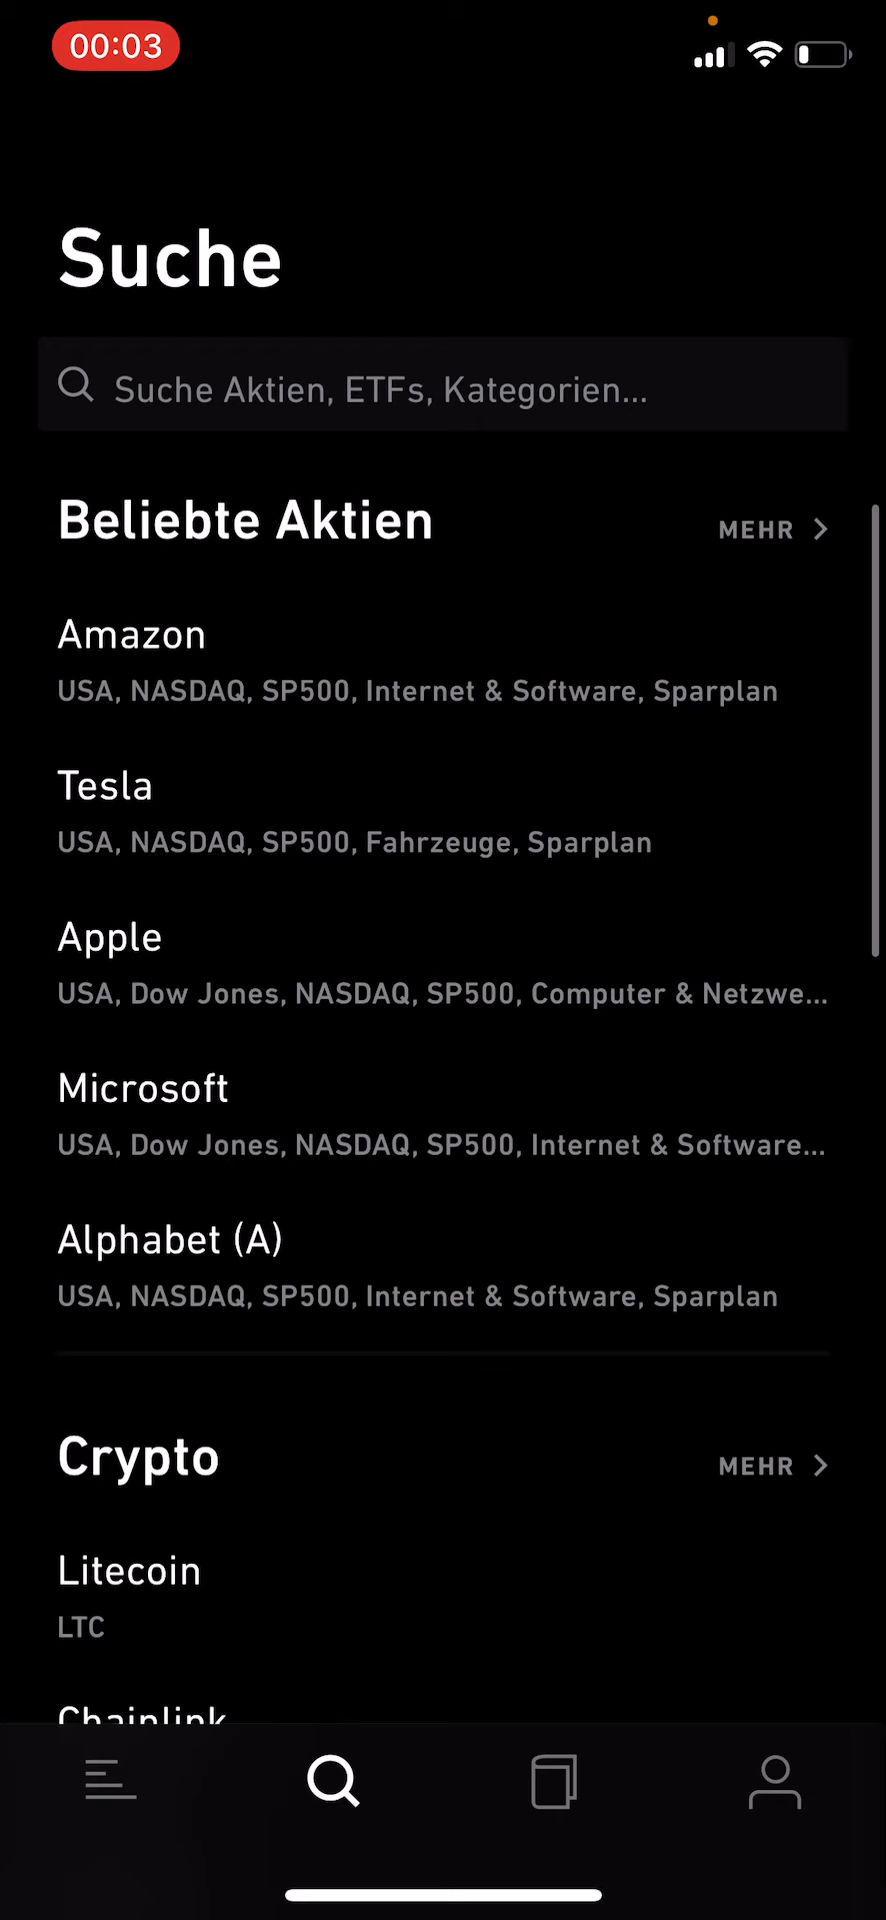 00:03
Suche
Suche Aktien, ETFs, Kategorien...
Beliebte Aktien
MEHR
Amazon
USA, NASDAQ, SP500, Internet & Software, Sparplan
Tesla
USA, NASDAQ, SP500, Fahrzeuge, Sparplan
Apple
USA, Dow Jones, NASDAQ, SP500, Computer & Netzwe...
Microsoft
USA, Dow Jones, NASDAQ, SP500, Internet & Software...
Alphabet (A)
USA, NASDAQ, SP500, Internet & Software, Sparplan
Crypto
MEHR
Litecoin
LTC
Chainlink